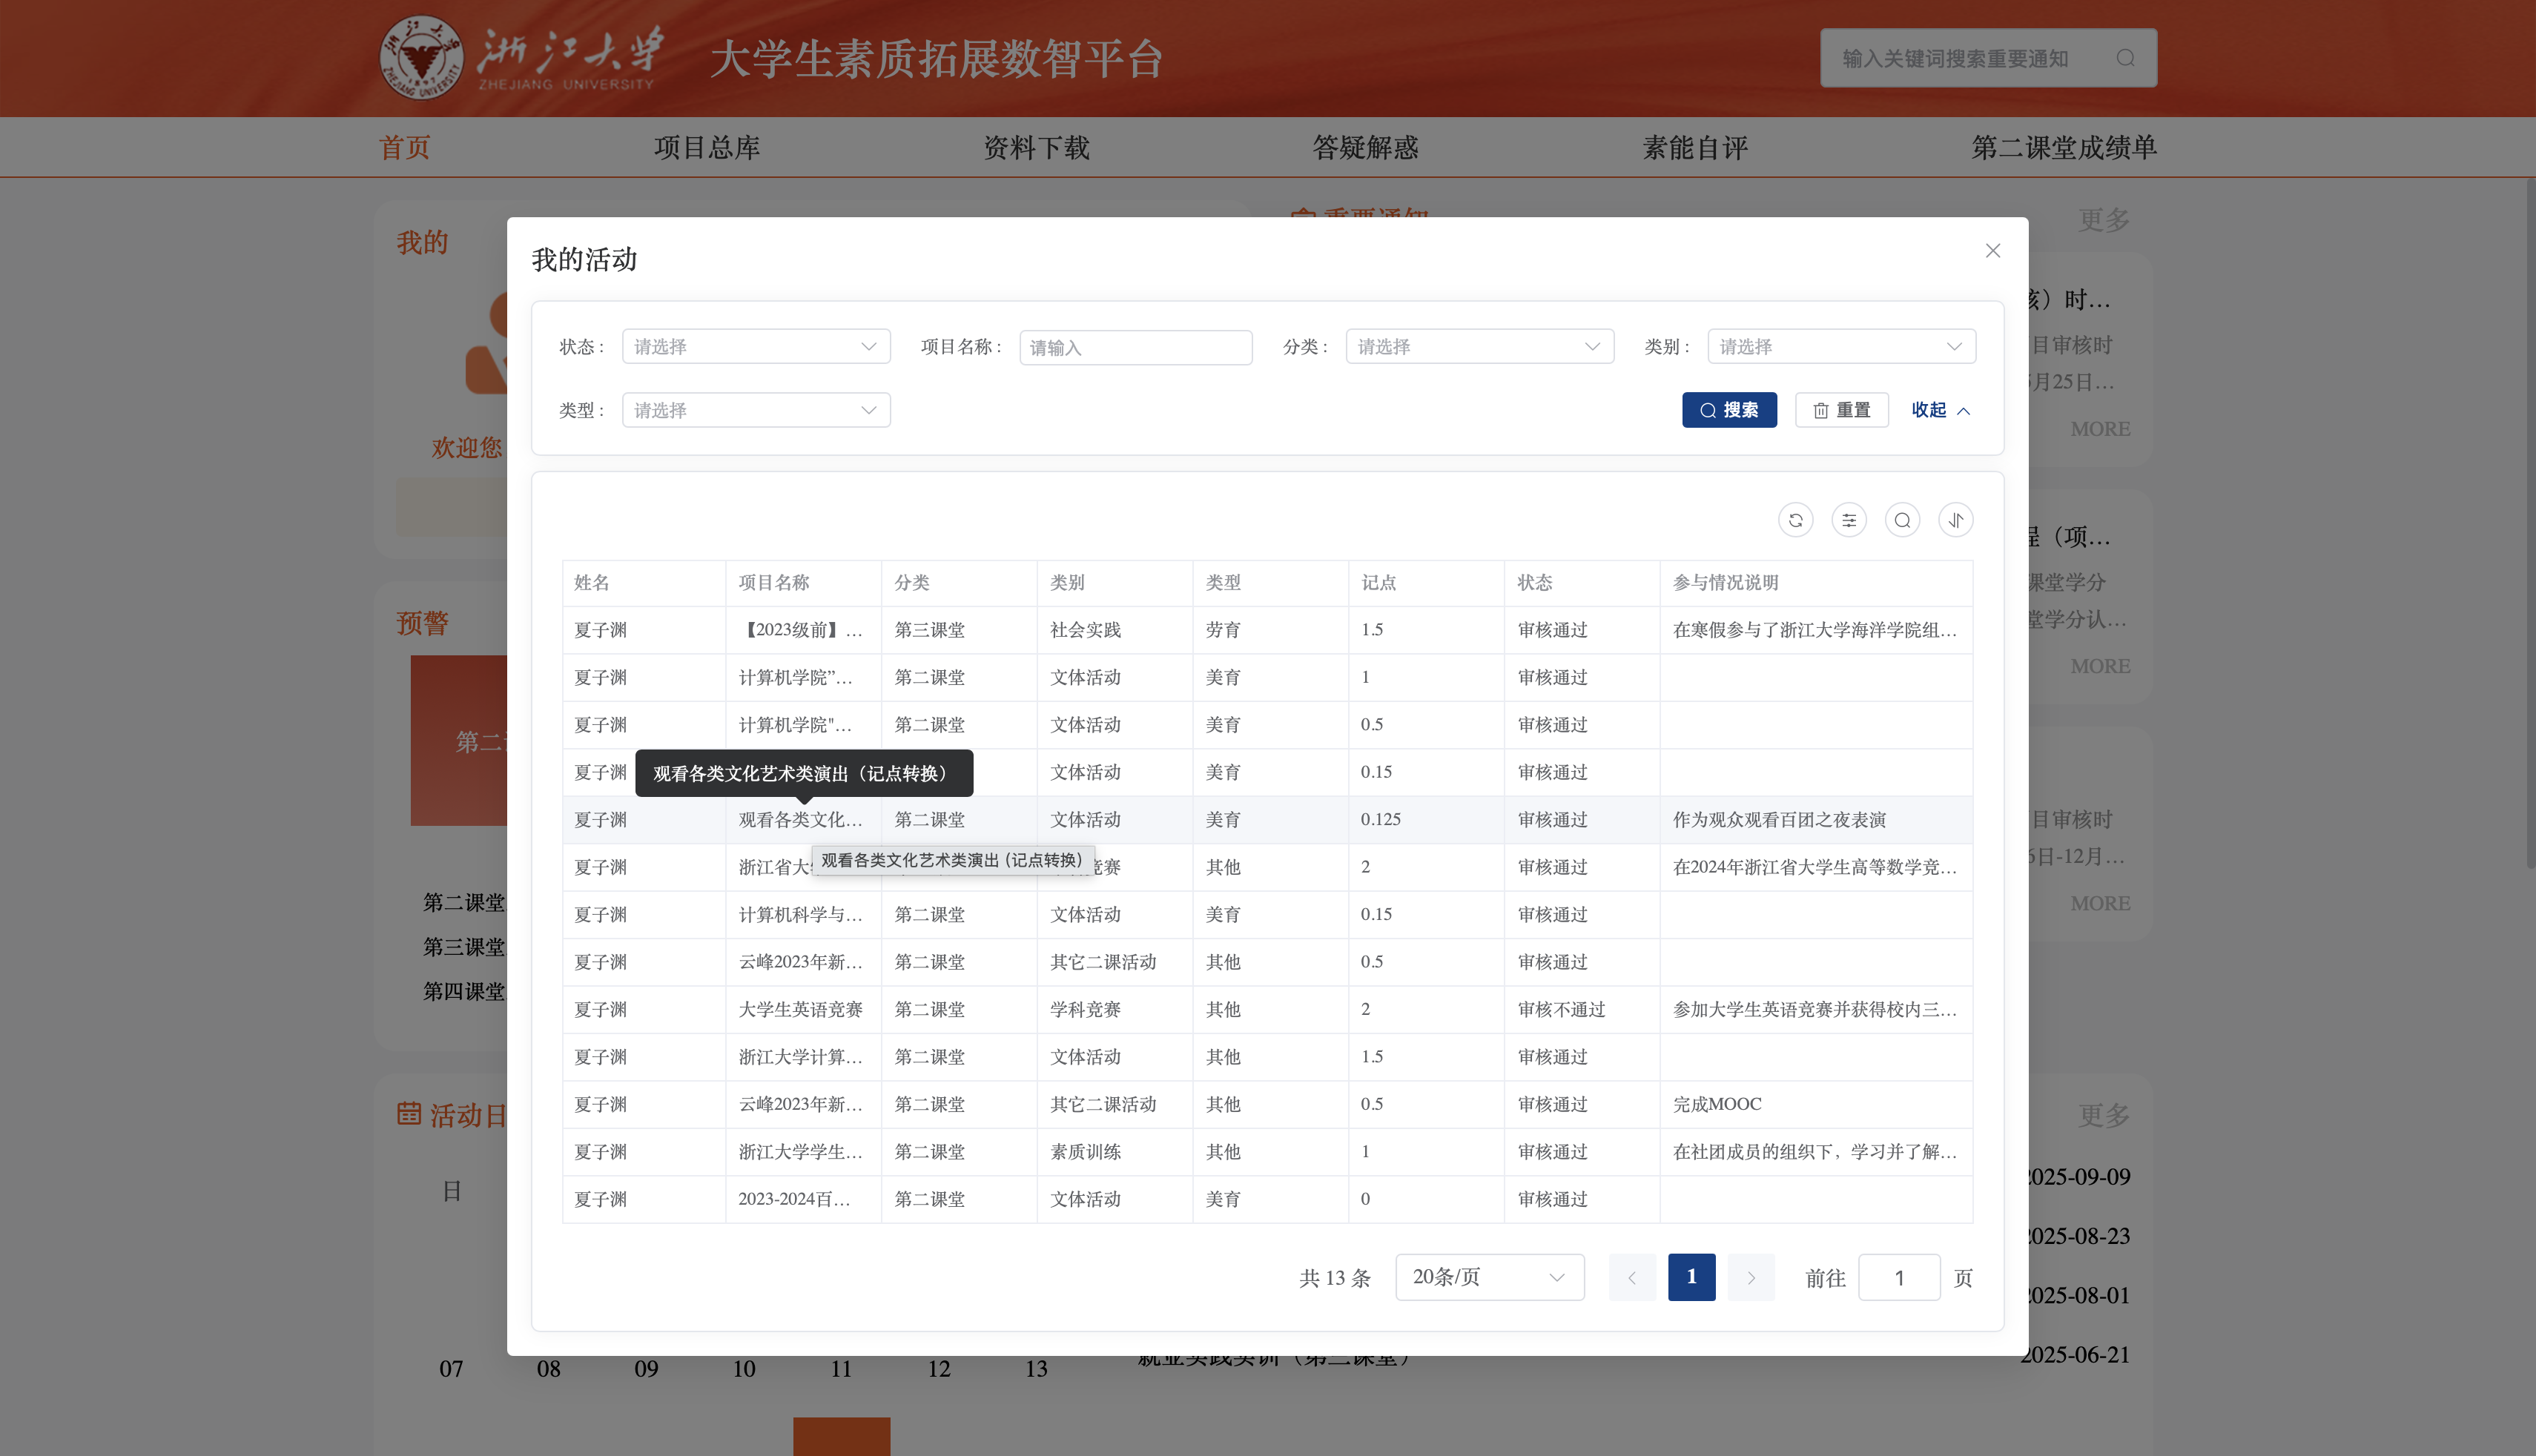 浙江大学 大学生素质拓展数智平台
ZHEJIANG UNIVERSITY
输入关键词搜索重要通知
首页 项目总库 资料下载 答疑解惑 素能自评 第二课堂成绩单
我的
重要通知 更多
时…
目审核时
月25日…
MORE
欢迎您
（项…
课堂学分
堂学分认…
MORE
预警
第二
目审核时
日-12月…
MORE
第二课堂
第三课堂
第四课堂
我的活动
状态： 请选择 项目名称： 请输入 分类： 请选择 类别： 请选择
类型： 请选择 搜索 重置 收起
姓名 项目名称 分类 类别 类型 记点 状态 参与情况说明
夏子渊 【2023级前】… 第三课堂 社会实践 劳育 1.5 审核通过 在寒假参与了浙江大学海洋学院组…
夏子渊 计算机学院”… 第二课堂 文体活动 美育 1 审核通过
夏子渊 计算机学院"… 第二课堂 文体活动 美育 0.5 审核通过
夏子渊 文体活动 美育 0.15 审核通过
观看各类文化艺术类演出（记点转换）
夏子渊 观看各类文化… 第二课堂 文体活动 美育 0.125 审核通过 作为观众观看百团之夜表演
观看各类文化艺术类演出 (记点转换)
夏子渊 浙江省大 竞赛 其他 2 审核通过 在2024年浙江省大学生高等数学竞…
夏子渊 计算机科学与… 第二课堂 文体活动 美育 0.15 审核通过
夏子渊 云峰2023年新… 第二课堂 其它二课活动 其他 0.5 审核通过
夏子渊 大学生英语竞赛 第二课堂 学科竞赛 其他 2 审核不通过 参加大学生英语竞赛并获得校内三…
夏子渊 浙江大学计算… 第二课堂 文体活动 其他 1.5 审核通过
夏子渊 云峰2023年新… 第二课堂 其它二课活动 其他 0.5 审核通过 完成MOOC
夏子渊 浙江大学学生… 第二课堂 素质训练 其他 1 审核通过 在社团成员的组织下，学习并了解…
夏子渊 2023-2024百… 第二课堂 文体活动 美育 0 审核通过
共 13 条 20条/页 1 前往 1 页
活动日 更多
日
2025-09-09
2025-08-23
2025-08-01
就业实践实训（第三课堂） 2025-06-21
07 08 09 10 11 12 13